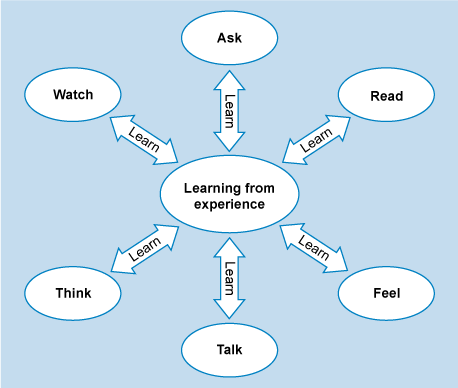 Ask
Watch
Read
Learn
Learn
Learn
Learning from
experience
Learn
Learn
Learn
Think
Feel
Talk